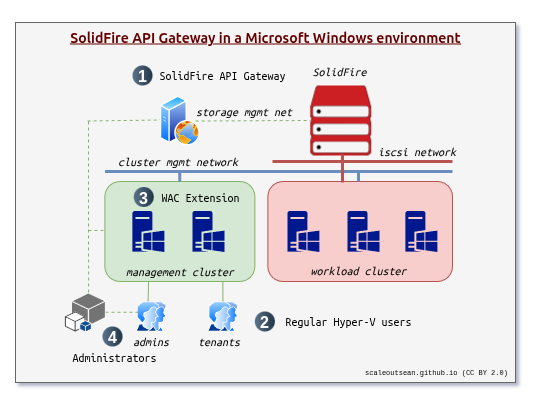 SolidFire API Gateway in a Microsoft Windows environment
1 SolidFire API Gateway
SolidFire
storage mgmt net
iscsi network
cluster mgmt network
3 WAC Extension
management cluster
workload cluster
2 Regular Hyper-V users
4 admins
tenants
Administrators
scaleoutsean.github.io (CC BY 2.0)